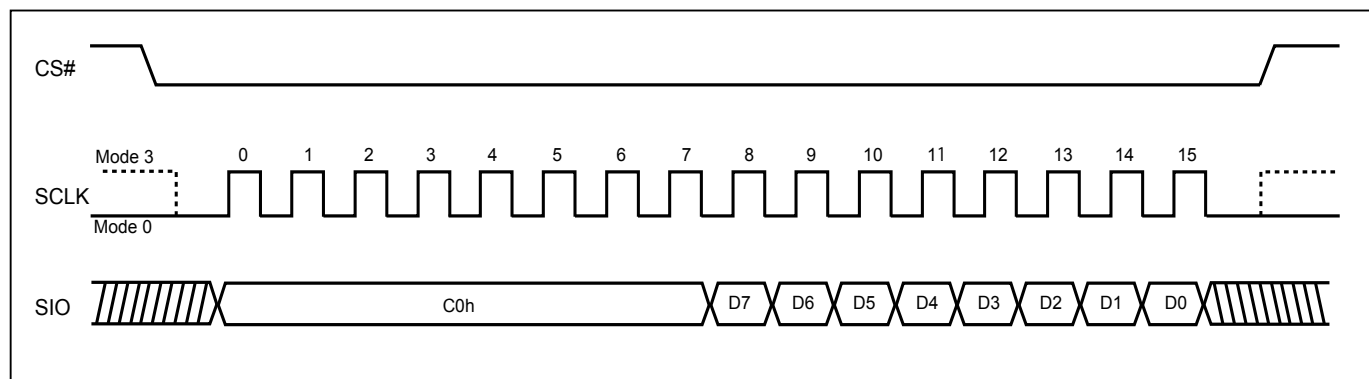 CS#
Mode 3 0 1 2 3 4 5 6 7 8 9 10 11 12 13 14 15
SCLK
Mode 0
SIO C0h D7 D6 D5 D4 D3 D2 D1 D0